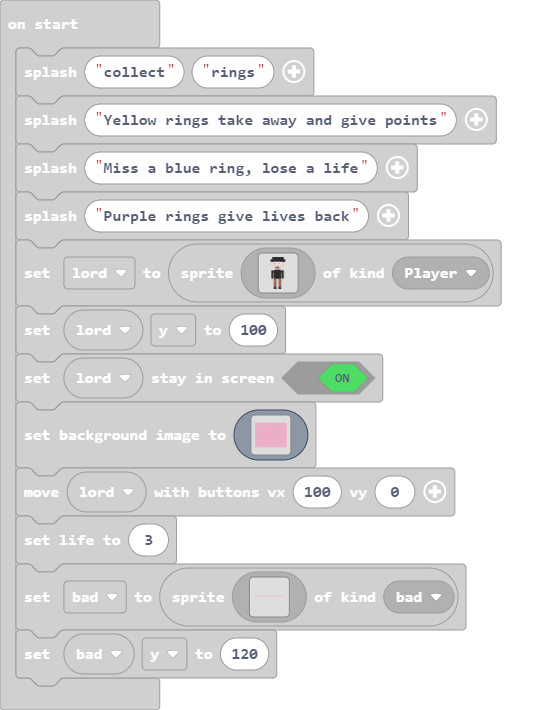 on start
splash "collect" "rings"
splash "Yellow rings take away and give points"
splash "Miss a blue ring, lose a life"
splash "Purple rings give lives back"
set lord to sprite of kind Player
set lord y to 100
set lord stay in screen ON
set background image to
move lord with buttons vx 100 vy 0
set life to 3
set bad to sprite of kind bad
set bad y to 120